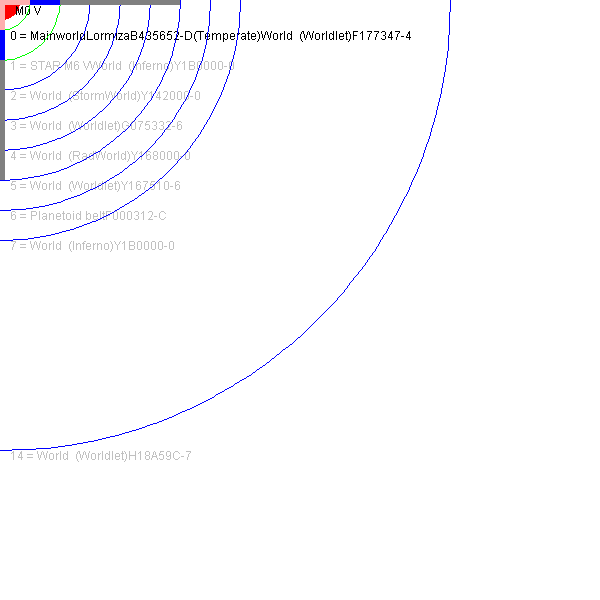 M0 V
0 = MainworldLormizaB435652-D(Temperate)World (Worldlet)F177347-4
1 = STAR M6 VWorld (Inferno)Y1B0000-0
2 = World (StormWorld)Y142000-0
3 = World (Worldlet)G075332-6
4 = World (RadWorld)Y168000-0
5 = World (Worldlet)Y167910-6
6 = Planetoid beltF000312-C
7 = World (Inferno)Y1B0000-0
14 = World (Worldlet)H18A59C-7